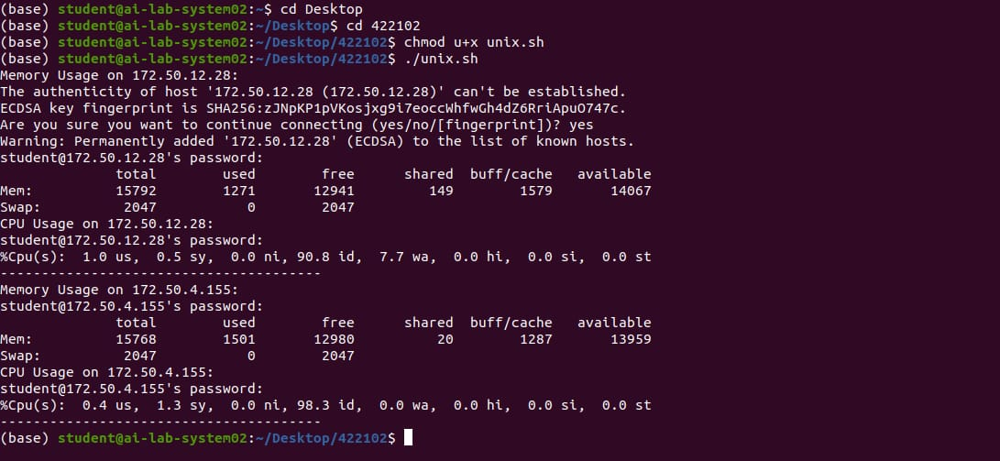 (base) student@ai-lab-system02:~$ cd Desktop
(base) student@ai-lab-system02:~/Desktop$ cd 422102
(base) student@ai-lab-system02:~/Desktop/422102$ chmod u+x unix.sh
(base) student@ai-lab-system02:~/Desktop/422102$ ./unix.sh
Memory Usage on 172.50.12.28:
The authenticity of host '172.50.12.28 (172.50.12.28)' can't be established.
ECDSA key fingerprint is SHA256:zJNpKP1pVKosjxg9i7eoccWhfwGh4dZ6RriApuO747c.
Are you sure you want to continue connecting (yes/no/[fingerprint])? yes
Warning: Permanently added '172.50.12.28' (ECDSA) to the list of known hosts.
student@172.50.12.28's password:
              total        used        free      shared  buff/cache   available
Mem:          15792        1271       12941         149        1579       14067
Swap:          2047           0        2047
CPU Usage on 172.50.12.28:
student@172.50.12.28's password:
%Cpu(s):  1.0 us,  0.5 sy,  0.0 ni, 90.8 id,  7.7 wa,  0.0 hi,  0.0 si,  0.0 st
---------------------------------------
Memory Usage on 172.50.4.155:
student@172.50.4.155's password:
              total        used        free      shared  buff/cache   available
Mem:          15768        1501       12980          20        1287       13959
Swap:          2047           0        2047
CPU Usage on 172.50.4.155:
student@172.50.4.155's password:
%Cpu(s):  0.4 us,  1.3 sy,  0.0 ni, 98.3 id,  0.0 wa,  0.0 hi,  0.0 si,  0.0 st
---------------------------------------
(base) student@ai-lab-system02:~/Desktop/422102$